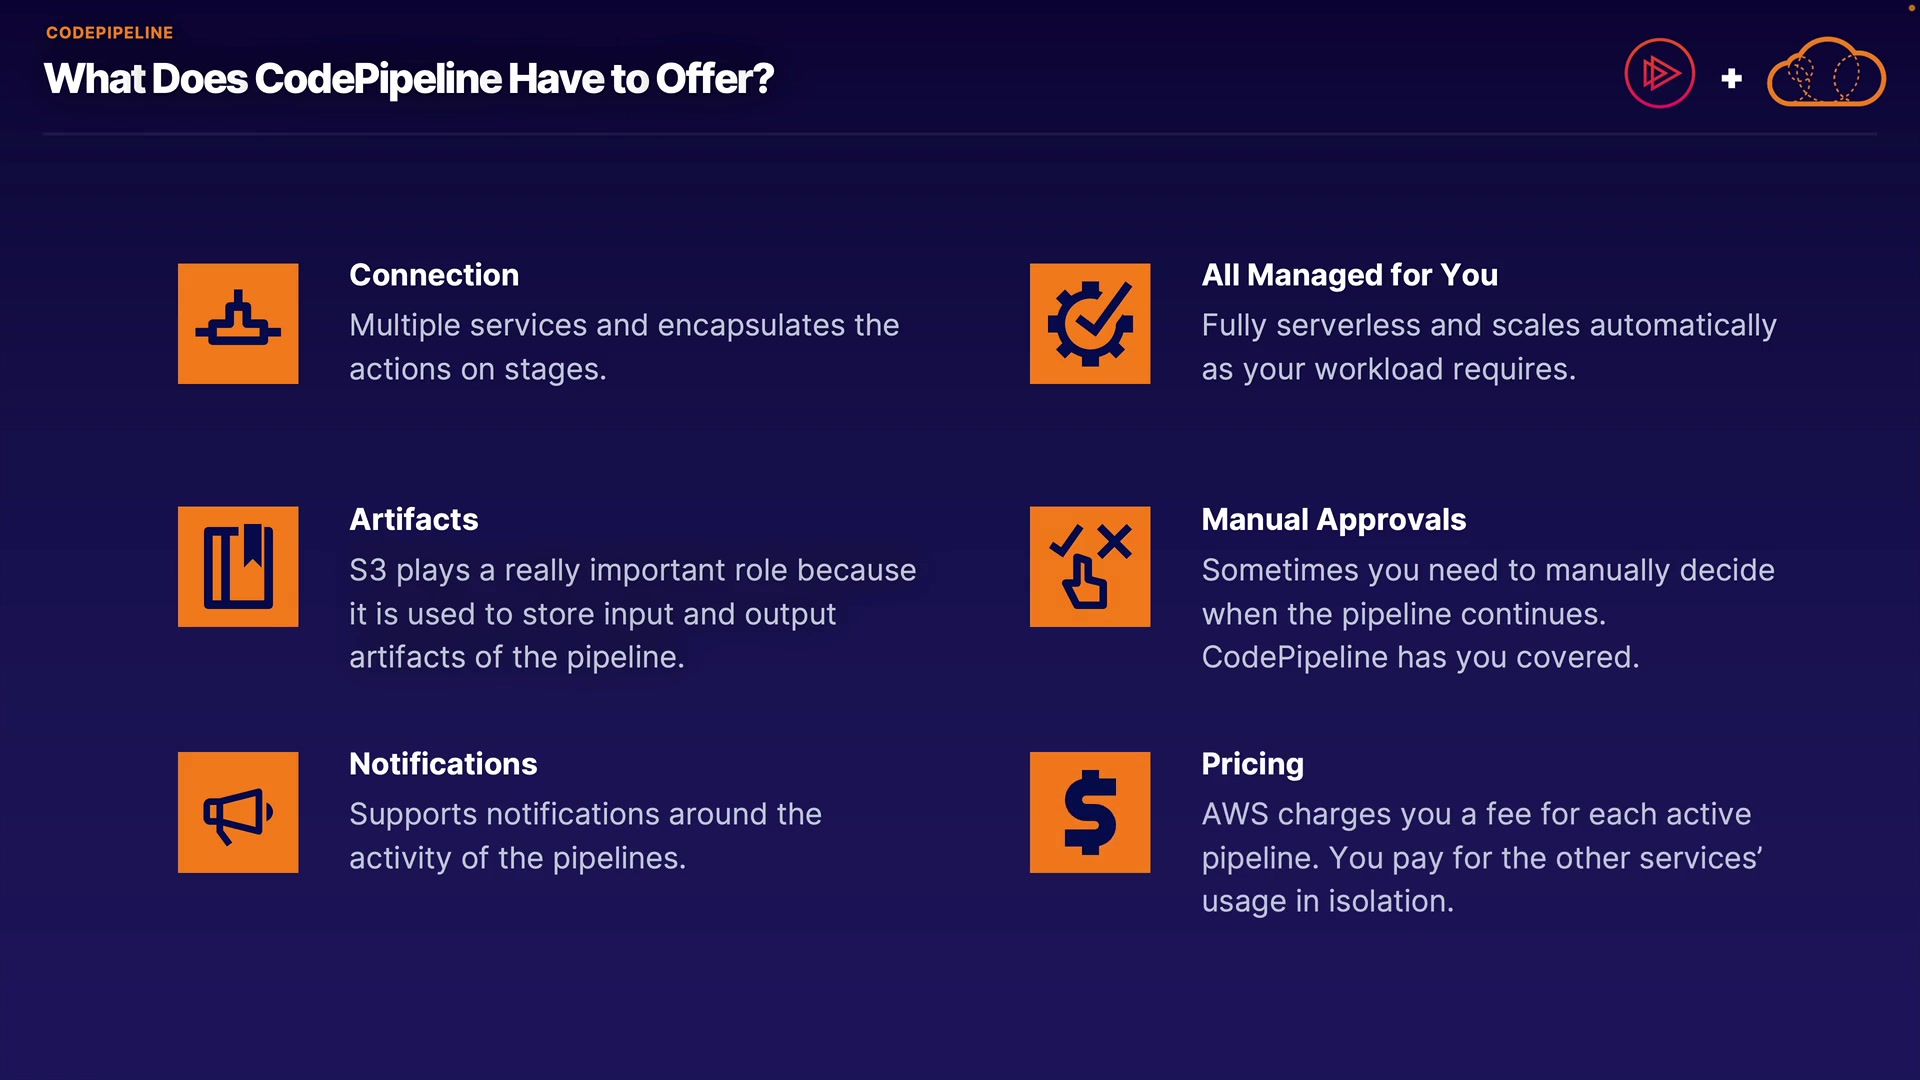 CODEPIPELINE
What Does CodePipeline Have to Offer?
+
Connection
Multiple services and encapsulates the
actions on stages.
All Managed for You
Fully serverless and scales automatically
as your workload requires.
Artifacts
S3 plays a really important role because
it is used to store input and output
artifacts of the pipeline.
Manual Approvals
Sometimes you need to manually decide
when the pipeline continues.
CodePipeline has you covered.
Notifications
Supports notifications around the
activity of the pipelines.
Pricing
AWS charges you a fee for each active
pipeline. You pay for the other services’
usage in isolation.